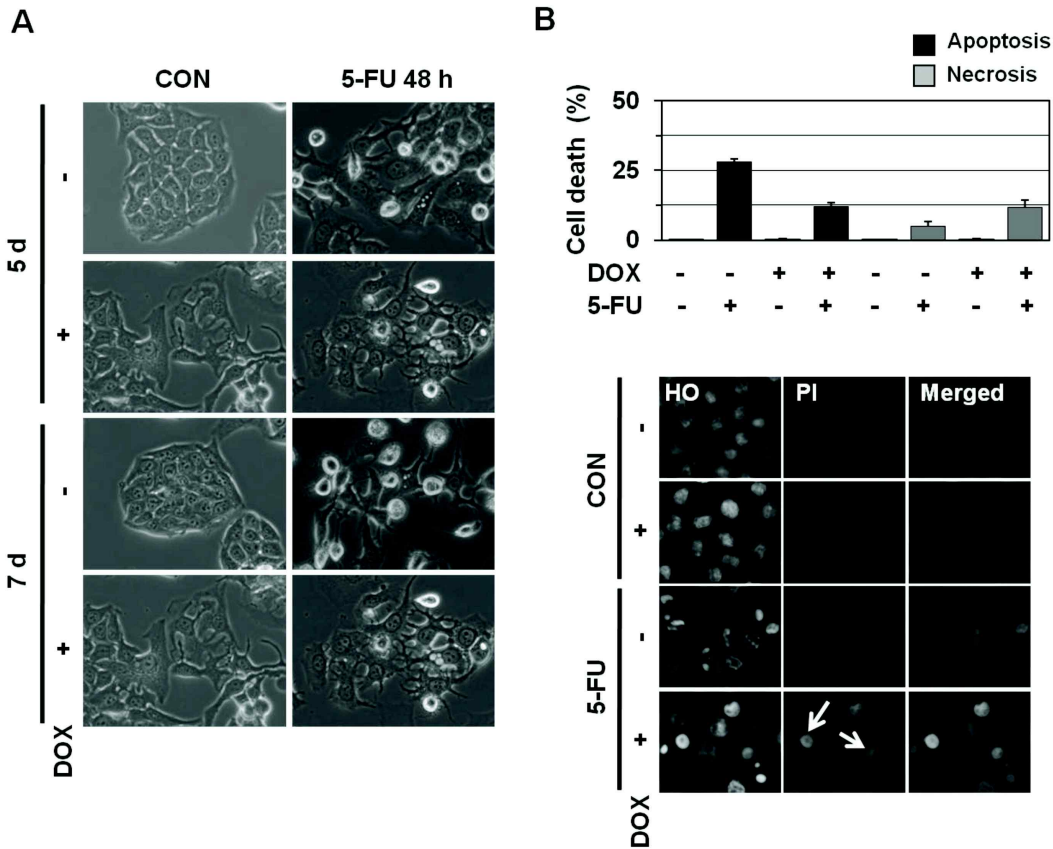 A
CON 5-FU 48 h
5 d
-
+
7 d
-
+
DOX
B
Apoptosis
Necrosis
Cell death (%)
50
25
0
DOX - - + + - - + +
5-FU - + - + - + - +
HO PI Merged
CON
-
+
5-FU
-
+
DOX